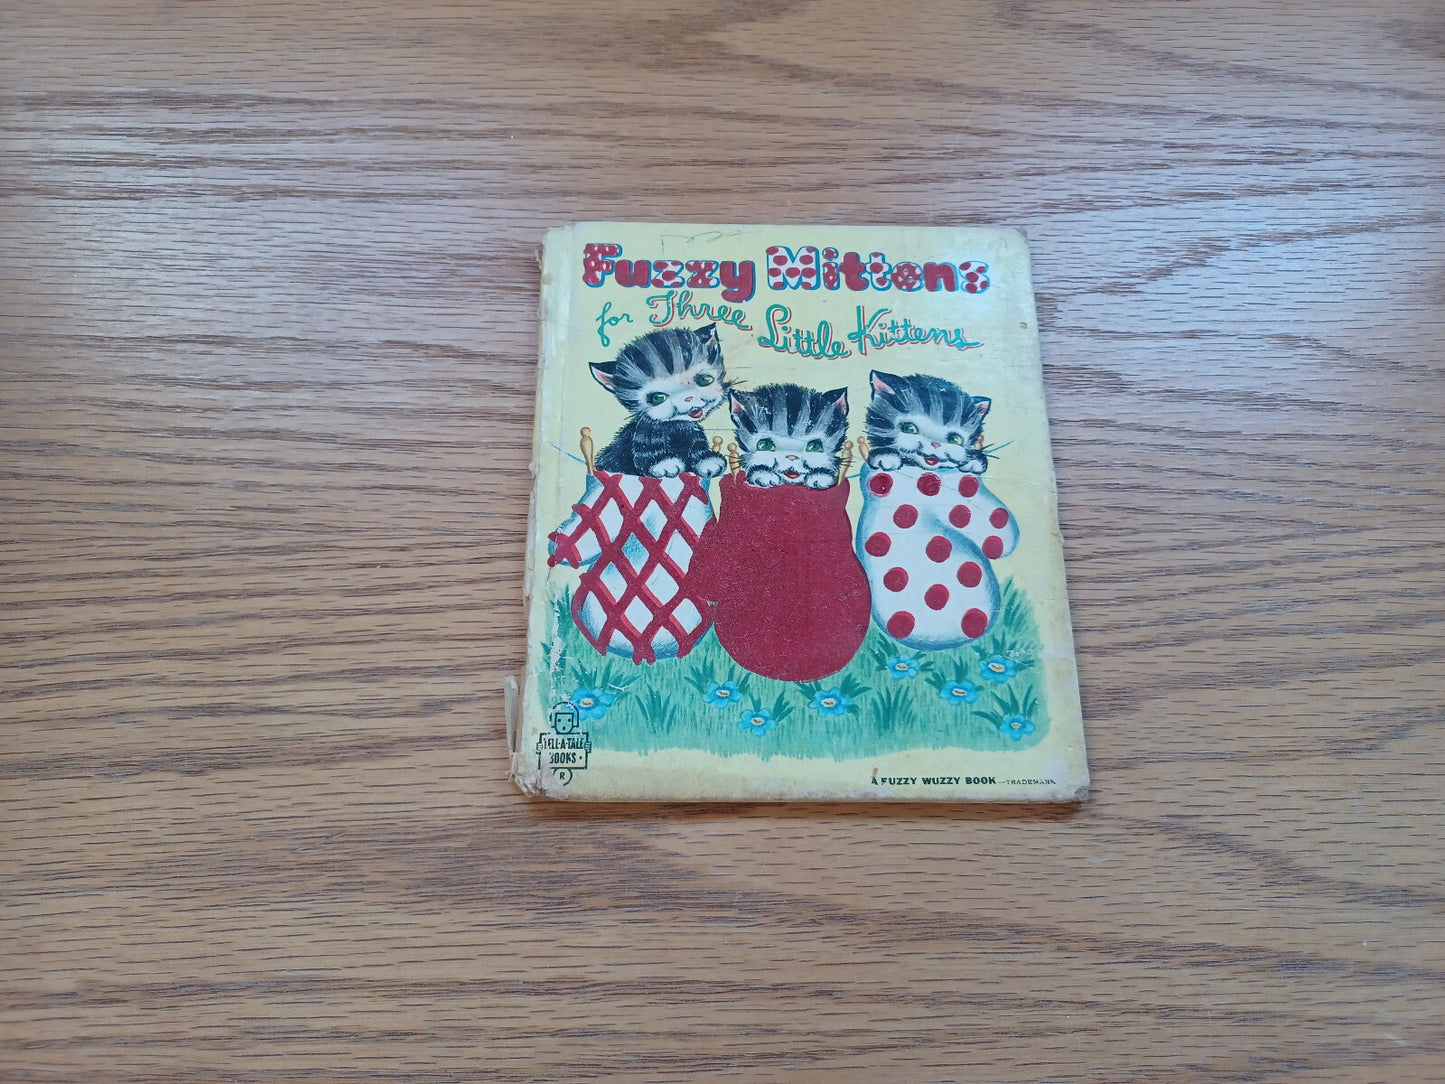 Fuzzy Mittens
for Three Little Kittens
TELL-A-TALE
BOOKS
R
A FUZZY WUZZY BOOK—TRADEMARK